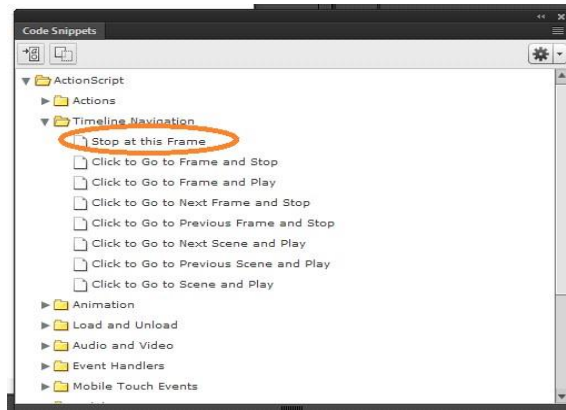 Code Snippets
ActionScript
Actions
Timeline Navigation
Stop at this Frame
Click to Go to Frame and Stop
Click to Go to Frame and Play
Click to Go to Next Frame and Stop
Click to Go to Previous Frame and Stop
Click to Go to Next Scene and Play
Click to Go to Previous Scene and Play
Click to Go to Scene and Play
Animation
Load and Unload
Audio and Video
Event Handlers
Mobile Touch Events